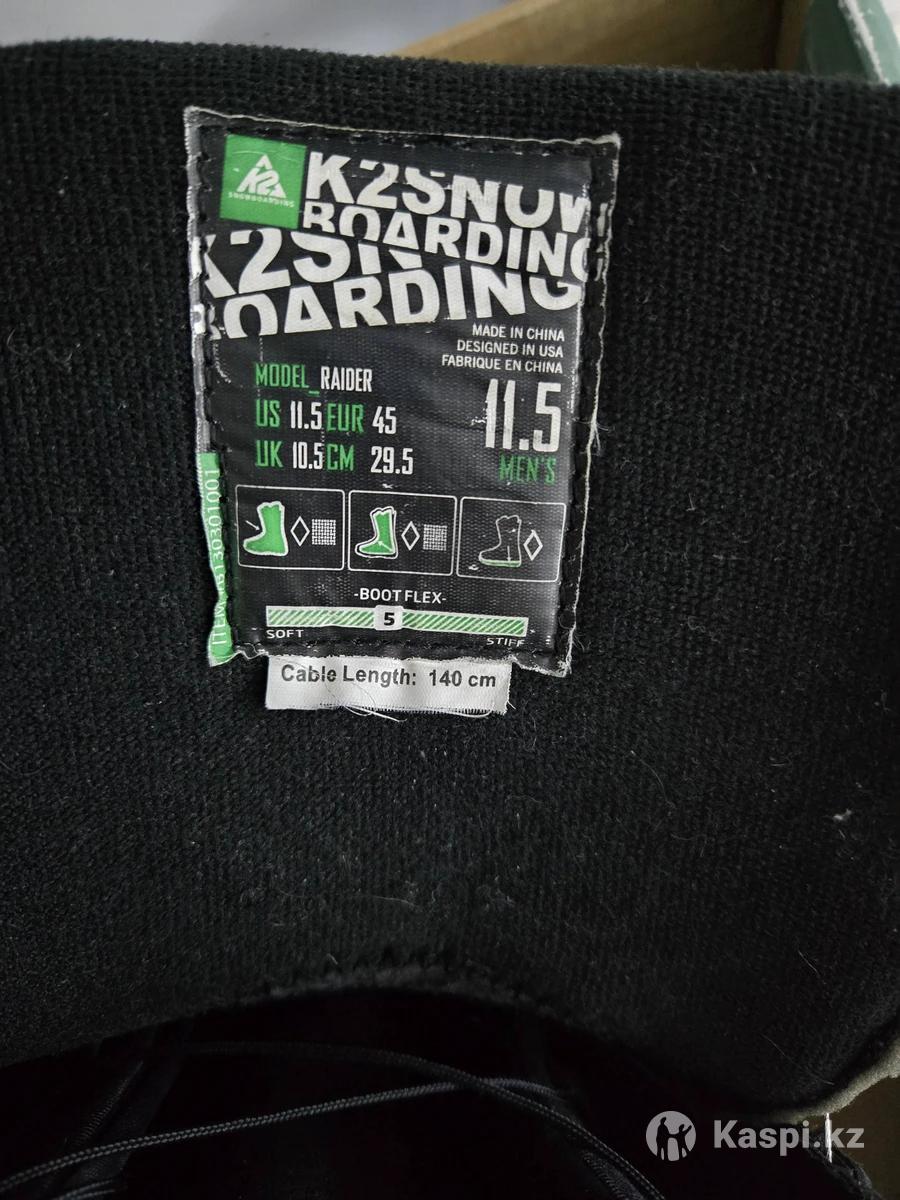 K2
SNOWBOARDING
K2SNOW
BOARDING
K2SN
BOARDING
MADE IN CHINA
DESIGNED IN USA
FABRIQUE EN CHINA
MODEL_RAIDER
US 11.5 EUR 45
UK 10.5 CM 29.5
11.5
MEN'S
-BOOT FLEX-
5
SOFT
STIFF
Cable Length: 140 cm
Kaspi.kz